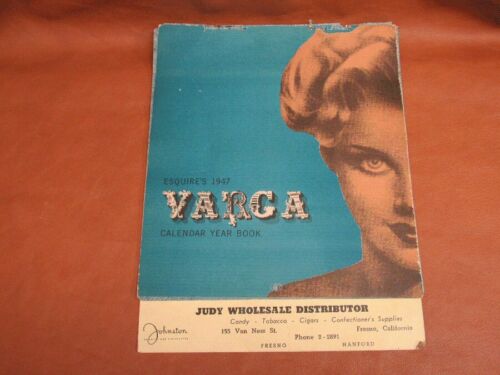 ESQUIRE'S 1947
VARGA
CALENDAR YEAR BOOK
JUDY WHOLESALE DISTRIBUTOR
Candy - Tobacco - Cigars - Confectioner's Supplies
155 Van Ness St.
Fresno, California
Phone 2-2891
FRESNO HANFORD
Johnston